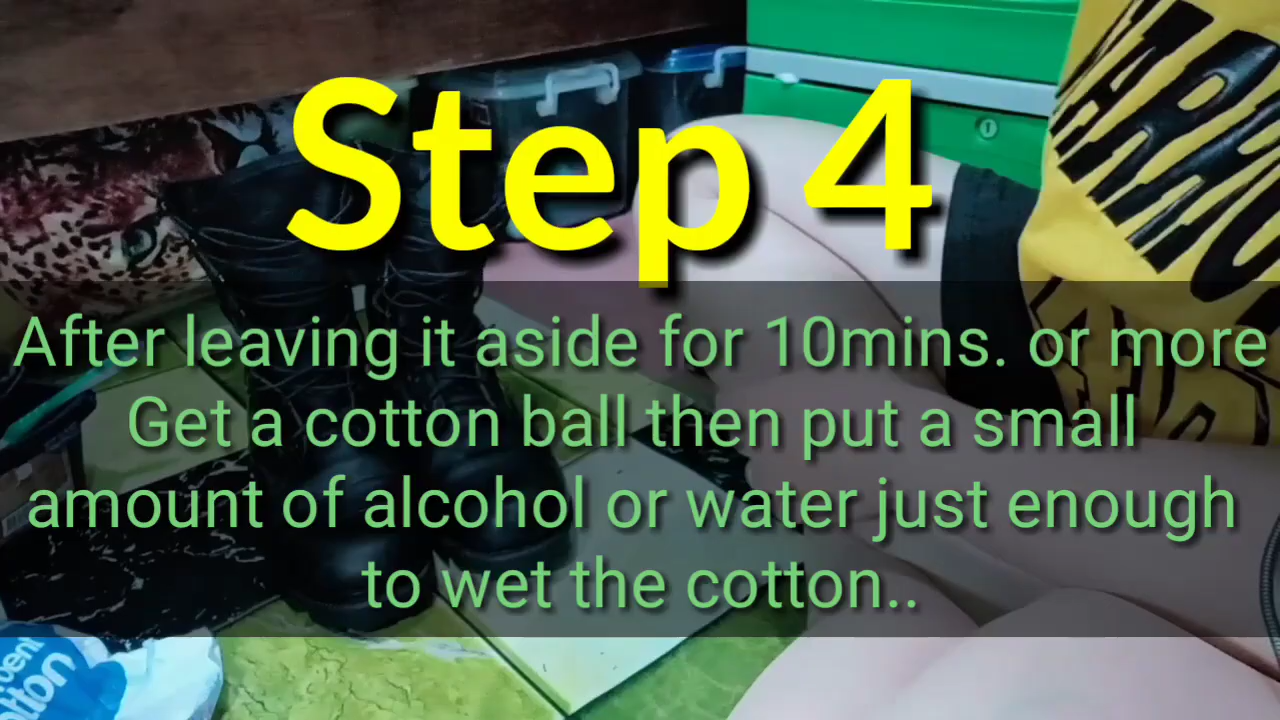 Step 4
After leaving it aside for 10mins. or more
Get a cotton ball then put a small
amount of alcohol or water just enough
to wet the cotton..